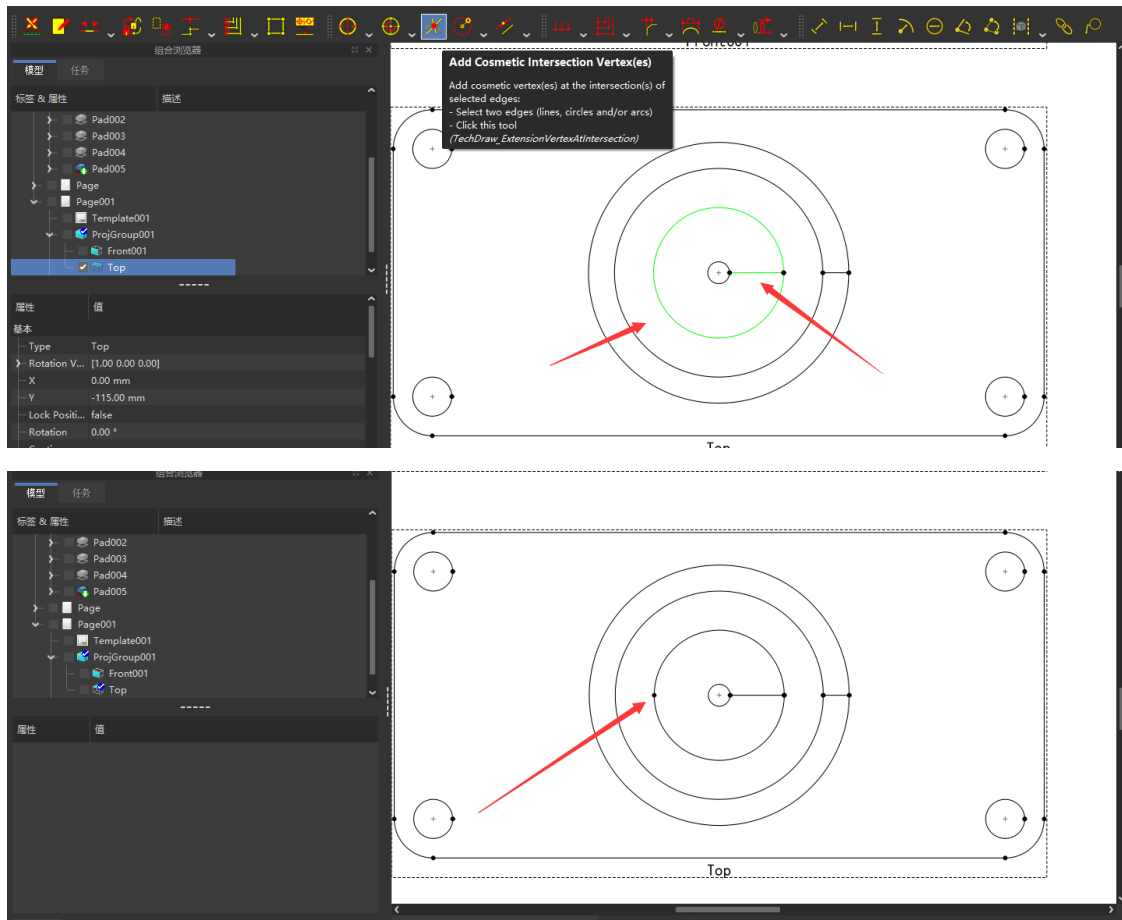 组合浏览器
模型
任务
标签 & 属性
描述
Pad002
Pad003
Pad004
Pad005
Page
Page001
Template001
ProjGroup001
Front001
Top
属性
值
基本
Type
Top
Rotation V...
[1.00 0.00 0.00]
X
0.00 mm
Y
-115.00 mm
Lock Positi...
false
Rotation
0.00 °
Front001
Add Cosmetic Intersection Vertex(es)
Add cosmetic vertex(es) at the intersection(s) of
selected edges:
- Select two edges (lines, circles and/or arcs)
- Click this tool
(TechDraw_ExtensionVertexAtIntersection)
Top
组合浏览器
模型
任务
标签 & 属性
描述
Pad002
Pad003
Pad004
Pad005
Page
Page001
Template001
ProjGroup001
Front001
Top
属性
值
Top